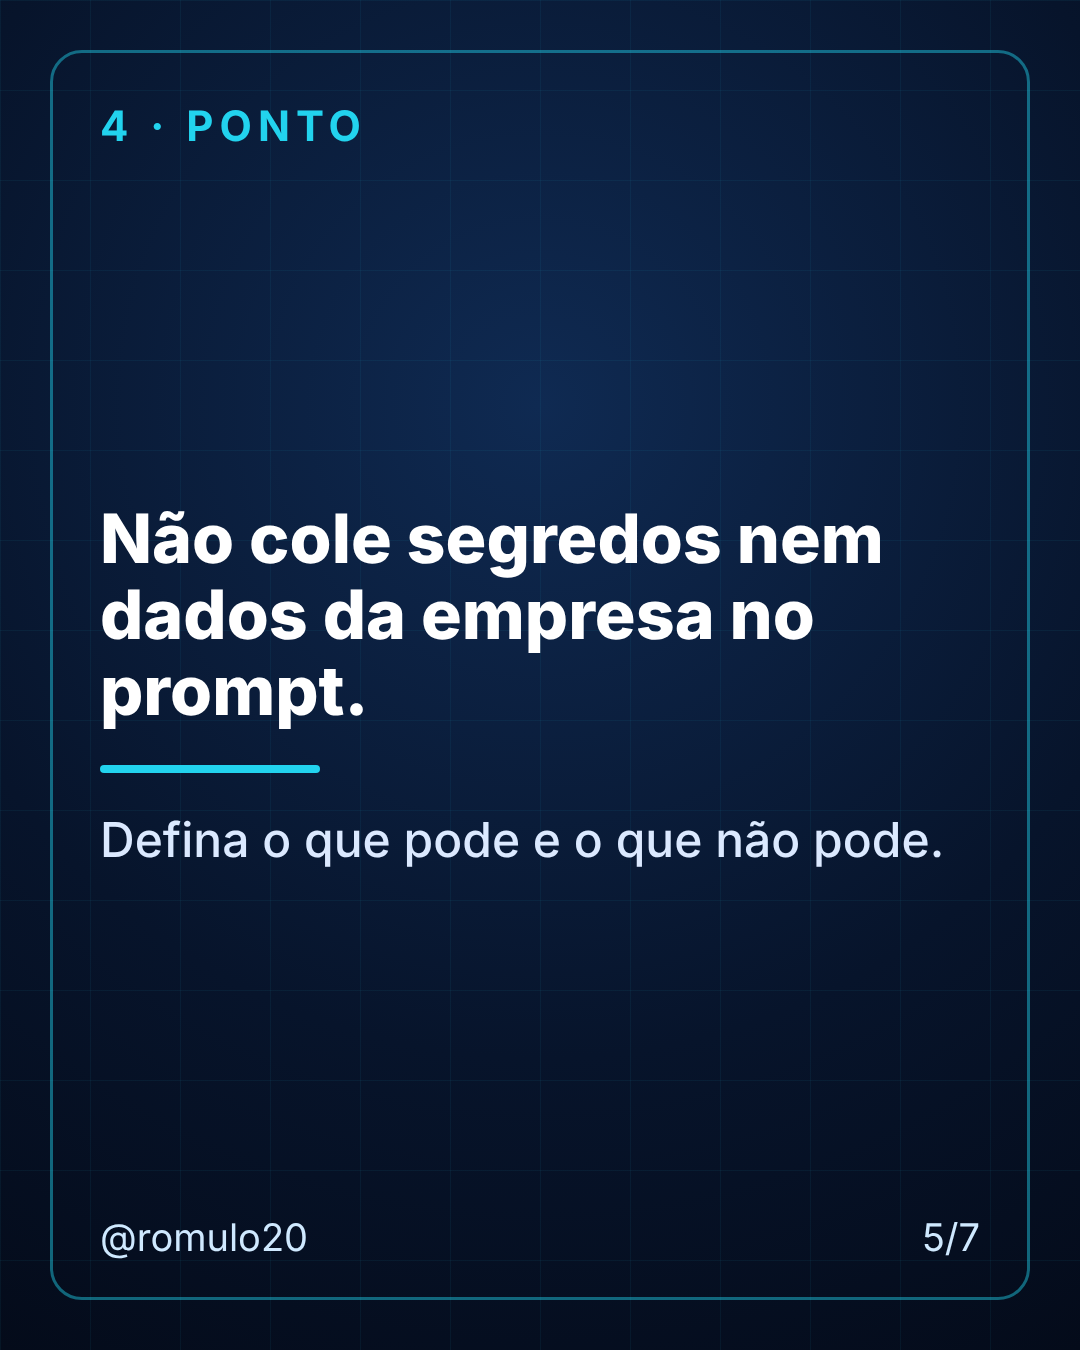 4 · PONTO
Não cole segredos nem
dados da empresa no
prompt.
Defina o que pode e o que não pode.
@romulo20
5/7